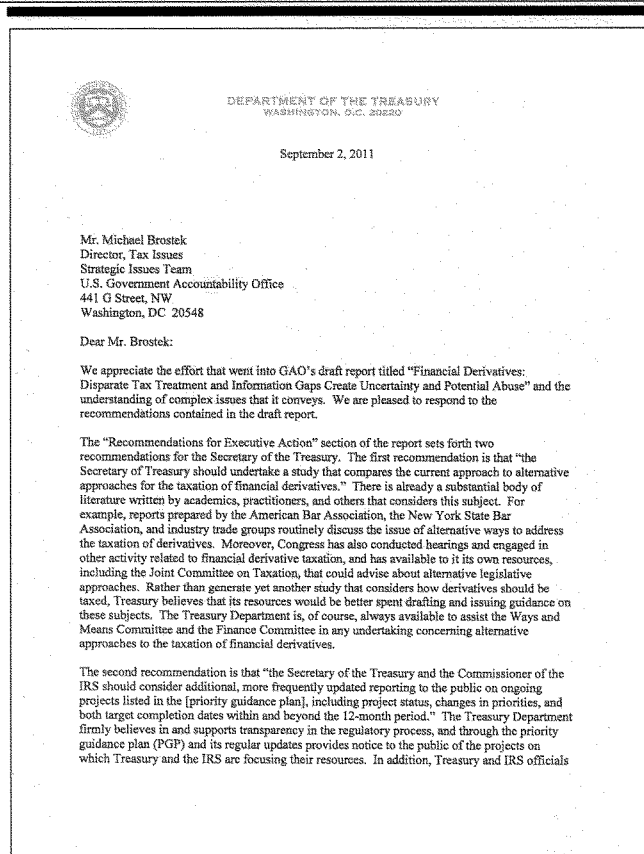 DEPARTMENT OF THE TREASURY
WASHINGTON, D.C. 20220
September 2, 2011
Mr. Michael Brostek
Director, Tax Issues
Strategic Issues Team
U.S. Government Accountability Office
441 G Street, NW
Washington, DC 20548
Dear Mr. Brostek:
We appreciate the effort that went into GAO's draft report titled "Financial Derivatives:
Disparate Tax Treatment and Information Gaps Create Uncertainty and Potential Abuse" and the
understanding of complex issues that it conveys. We are pleased to respond to the
recommendations contained in the draft report.
The "Recommendations for Executive Action" section of the report sets forth two
recommendations for the Secretary of the Treasury. The first recommendation is that "the
Secretary of Treasury should undertake a study that compares the current approach to alternative
approaches for the taxation of financial derivatives." There is already a substantial body of
literature written by academics, practitioners, and others that considers this subject. For
example, reports prepared by the American Bar Association, the New York State Bar
Association, and industry trade groups routinely discuss the issue of alternative ways to address
the taxation of derivatives. Moreover, Congress has also conducted hearings and engaged in
other activity related to financial derivative taxation, and has available to it its own resources,
including the Joint Committee on Taxation, that could advise about alternative legislative
approaches. Rather than generate yet another study that considers how derivatives should be
taxed, Treasury believes that its resources would be better spent drafting and issuing guidance on
these subjects. The Treasury Department is, of course, always available to assist the Ways and
Means Committee and the Finance Committee in any undertaking concerning alternative
approaches to the taxation of financial derivatives.
The second recommendation is that "the Secretary of the Treasury and the Commissioner of the
IRS should consider additional, more frequently updated reporting to the public on ongoing
projects listed in the [priority guidance plan], including project status, changes in priorities, and
both target completion dates within and beyond the 12-month period." The Treasury Department
firmly believes in and supports transparency in the regulatory process, and through the priority
guidance plan (PGP) and its regular updates provides notice to the public of the projects on
which Treasury and the IRS are focusing their resources. In addition, Treasury and IRS officials